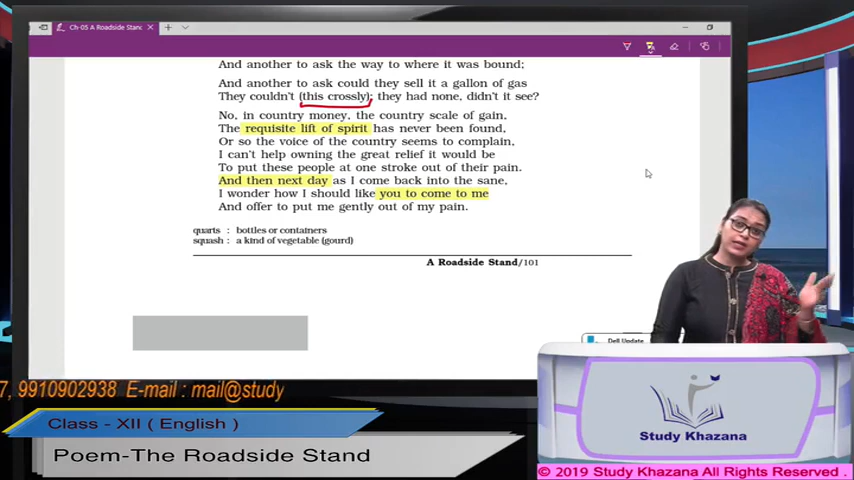 Ch-05 A Roadside Stand
And another to ask the way to where it was bound;
And another to ask could they sell it a gallon of gas
They couldn't (this crossly); they had none, didn't it see?
No, in country money, the country scale of gain,
The requisite lift of spirit has never been found,
Or so the voice of the country seems to complain,
I can't help owning the great relief it would be
To put these people at one stroke out of their pain.
And then next day as I come back into the sane,
I wonder how I should like you to come to me
And offer to put me gently out of my pain.
quarts : bottles or containers
squash : a kind of vegetable (gourd)
A Roadside Stand/101
Dell Update
7, 9910902938 E-mail : mail@study
Study Khazana
Class - XII ( English )
Poem-The Roadside Stand
© 2019 Study Khazana All Rights Reserved .